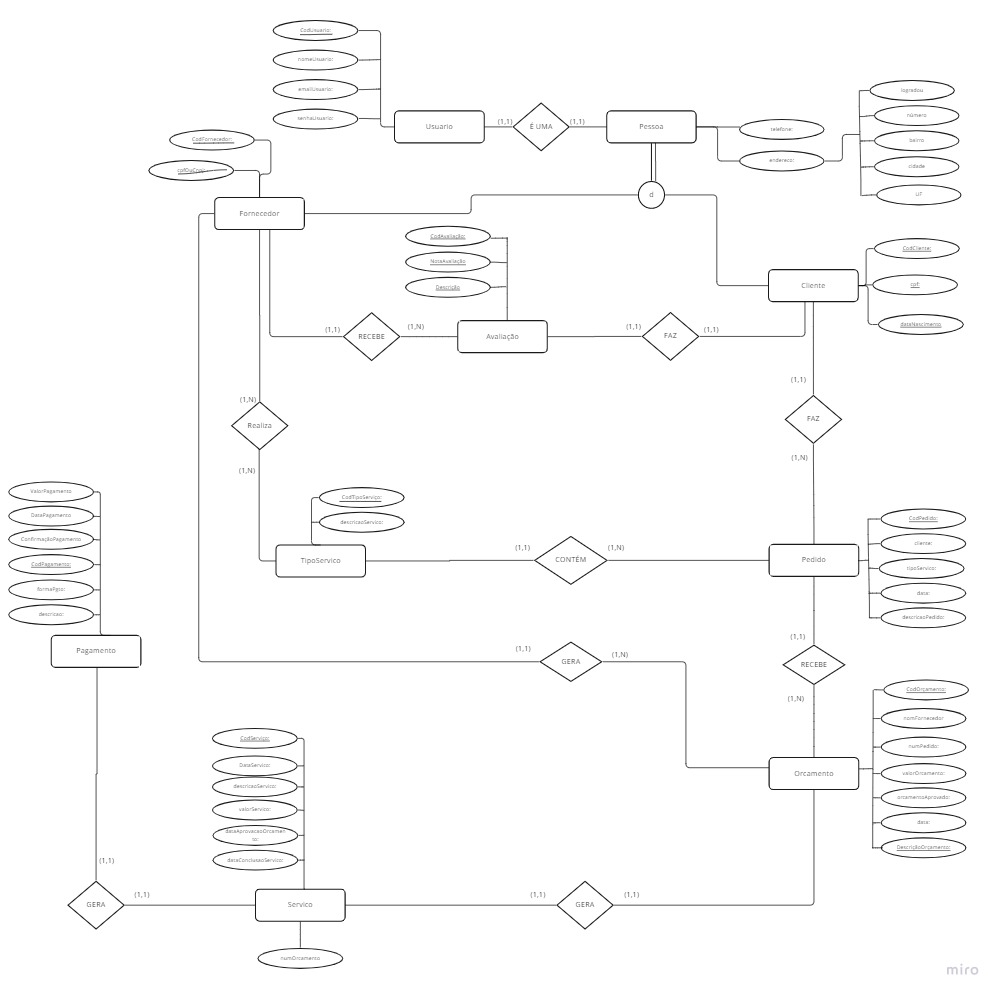 CodUsuario:
nomeUsuario:
emailUsuario:
senhaUsuario:
Usuario
(1,1)
É UMA
(1,1)
Pessoa
telefone:
endereco:
logradou
número
bairro
cidade
UF
CodFornecedor:
Fornecedor
d
CodAvaliação:
NotaAvaliação
Descrição
CodCliente:
cpf:
dataNascimento:
Cliente
(1,1)
RECEBE
(1,N)
Avaliação
(1,1)
FAZ
(1,1)
(1,N)
Realiza
(1,N)
(1,1)
FAZ
(1,N)
ValorPagamento
DataPagamento
ConfirmaçãoPagamento
CodPagamento:
formaPgto:
descricao:
Pagamento
CodTipoServiço:
descricaoServico:
TipoServico
(1,1)
CONTÉM
(1,N)
Pedido
CodPedido:
cliente:
tipoServico:
data:
descricaoPedido:
(1,1)
GERA
(1,N)
(1,1)
RECEBE
(1,N)
CodOrçamento:
nomFornecedor
numPedido:
valorOrcamento:
orcamentoAprovado:
data:
DescriçãoOrçamento:
Orcamento
CodServico:
DataServico:
descricaoServico:
valorServico:
dataAprovacaoOrcamen
to:
dataConclusaoServico:
(1,1)
GERA
(1,1)
Servico
(1,1)
GERA
(1,1)
numOrcamento
miro